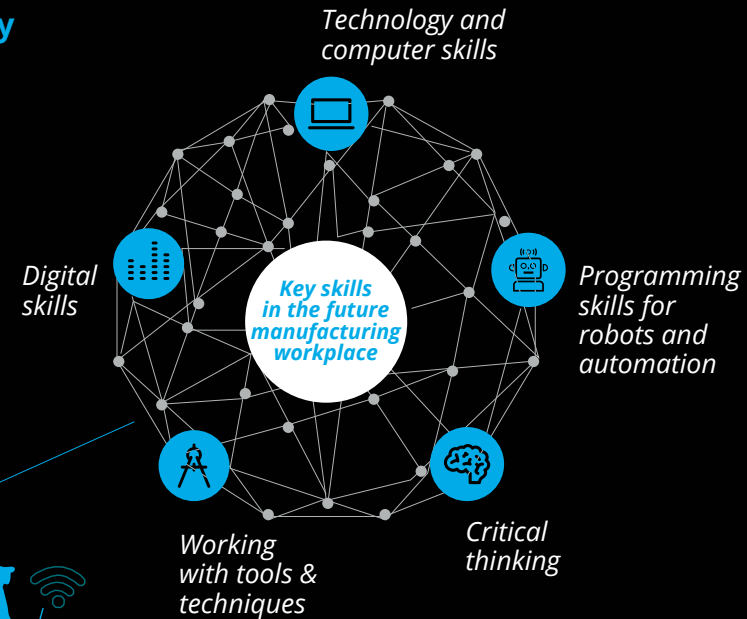 y
Technology and
computer skills
Digital
skills
Key skills
in the future
manufacturing
workplace
Programming
skills for
robots and
automation
Working
with tools &
techniques
Critical
thinking